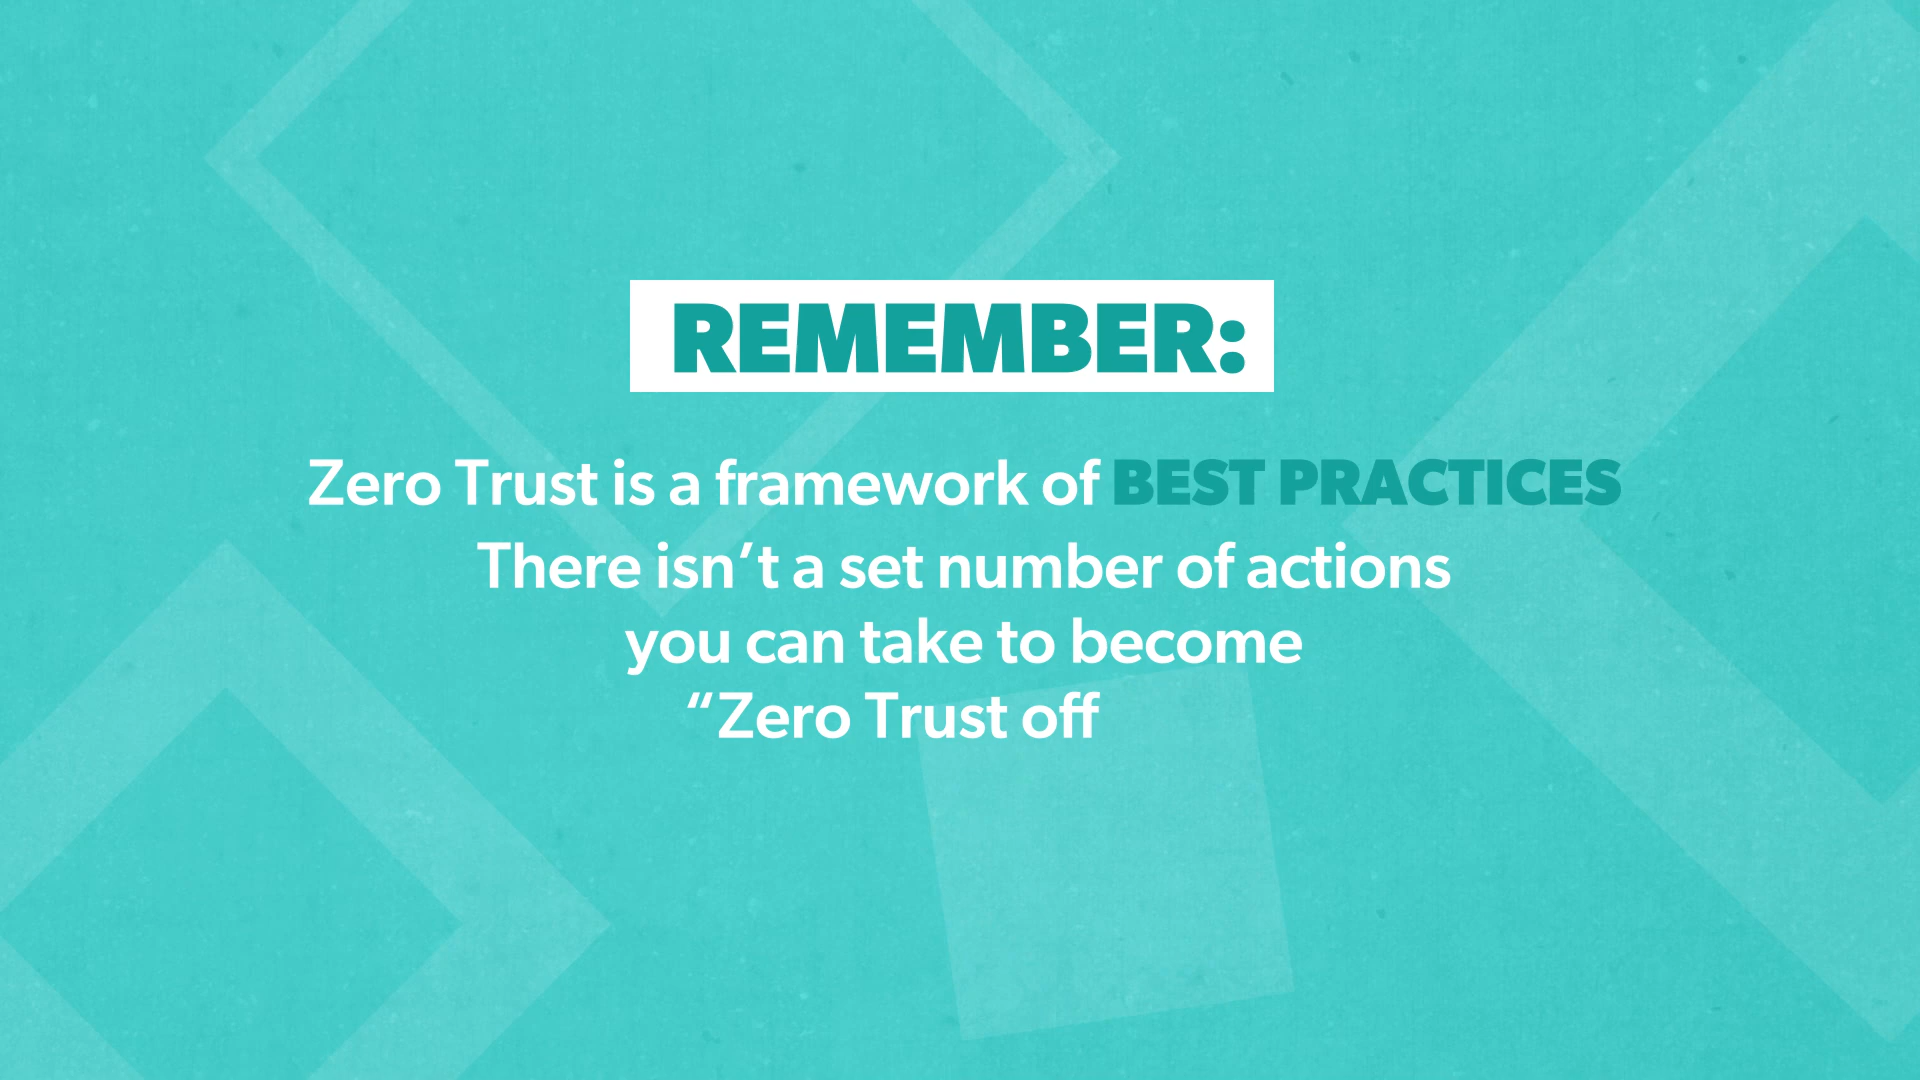 REMEMBER:
Zero Trust is a framework of BEST PRACTICES
There isn’t a set number of actions
you can take to become
“Zero Trust off